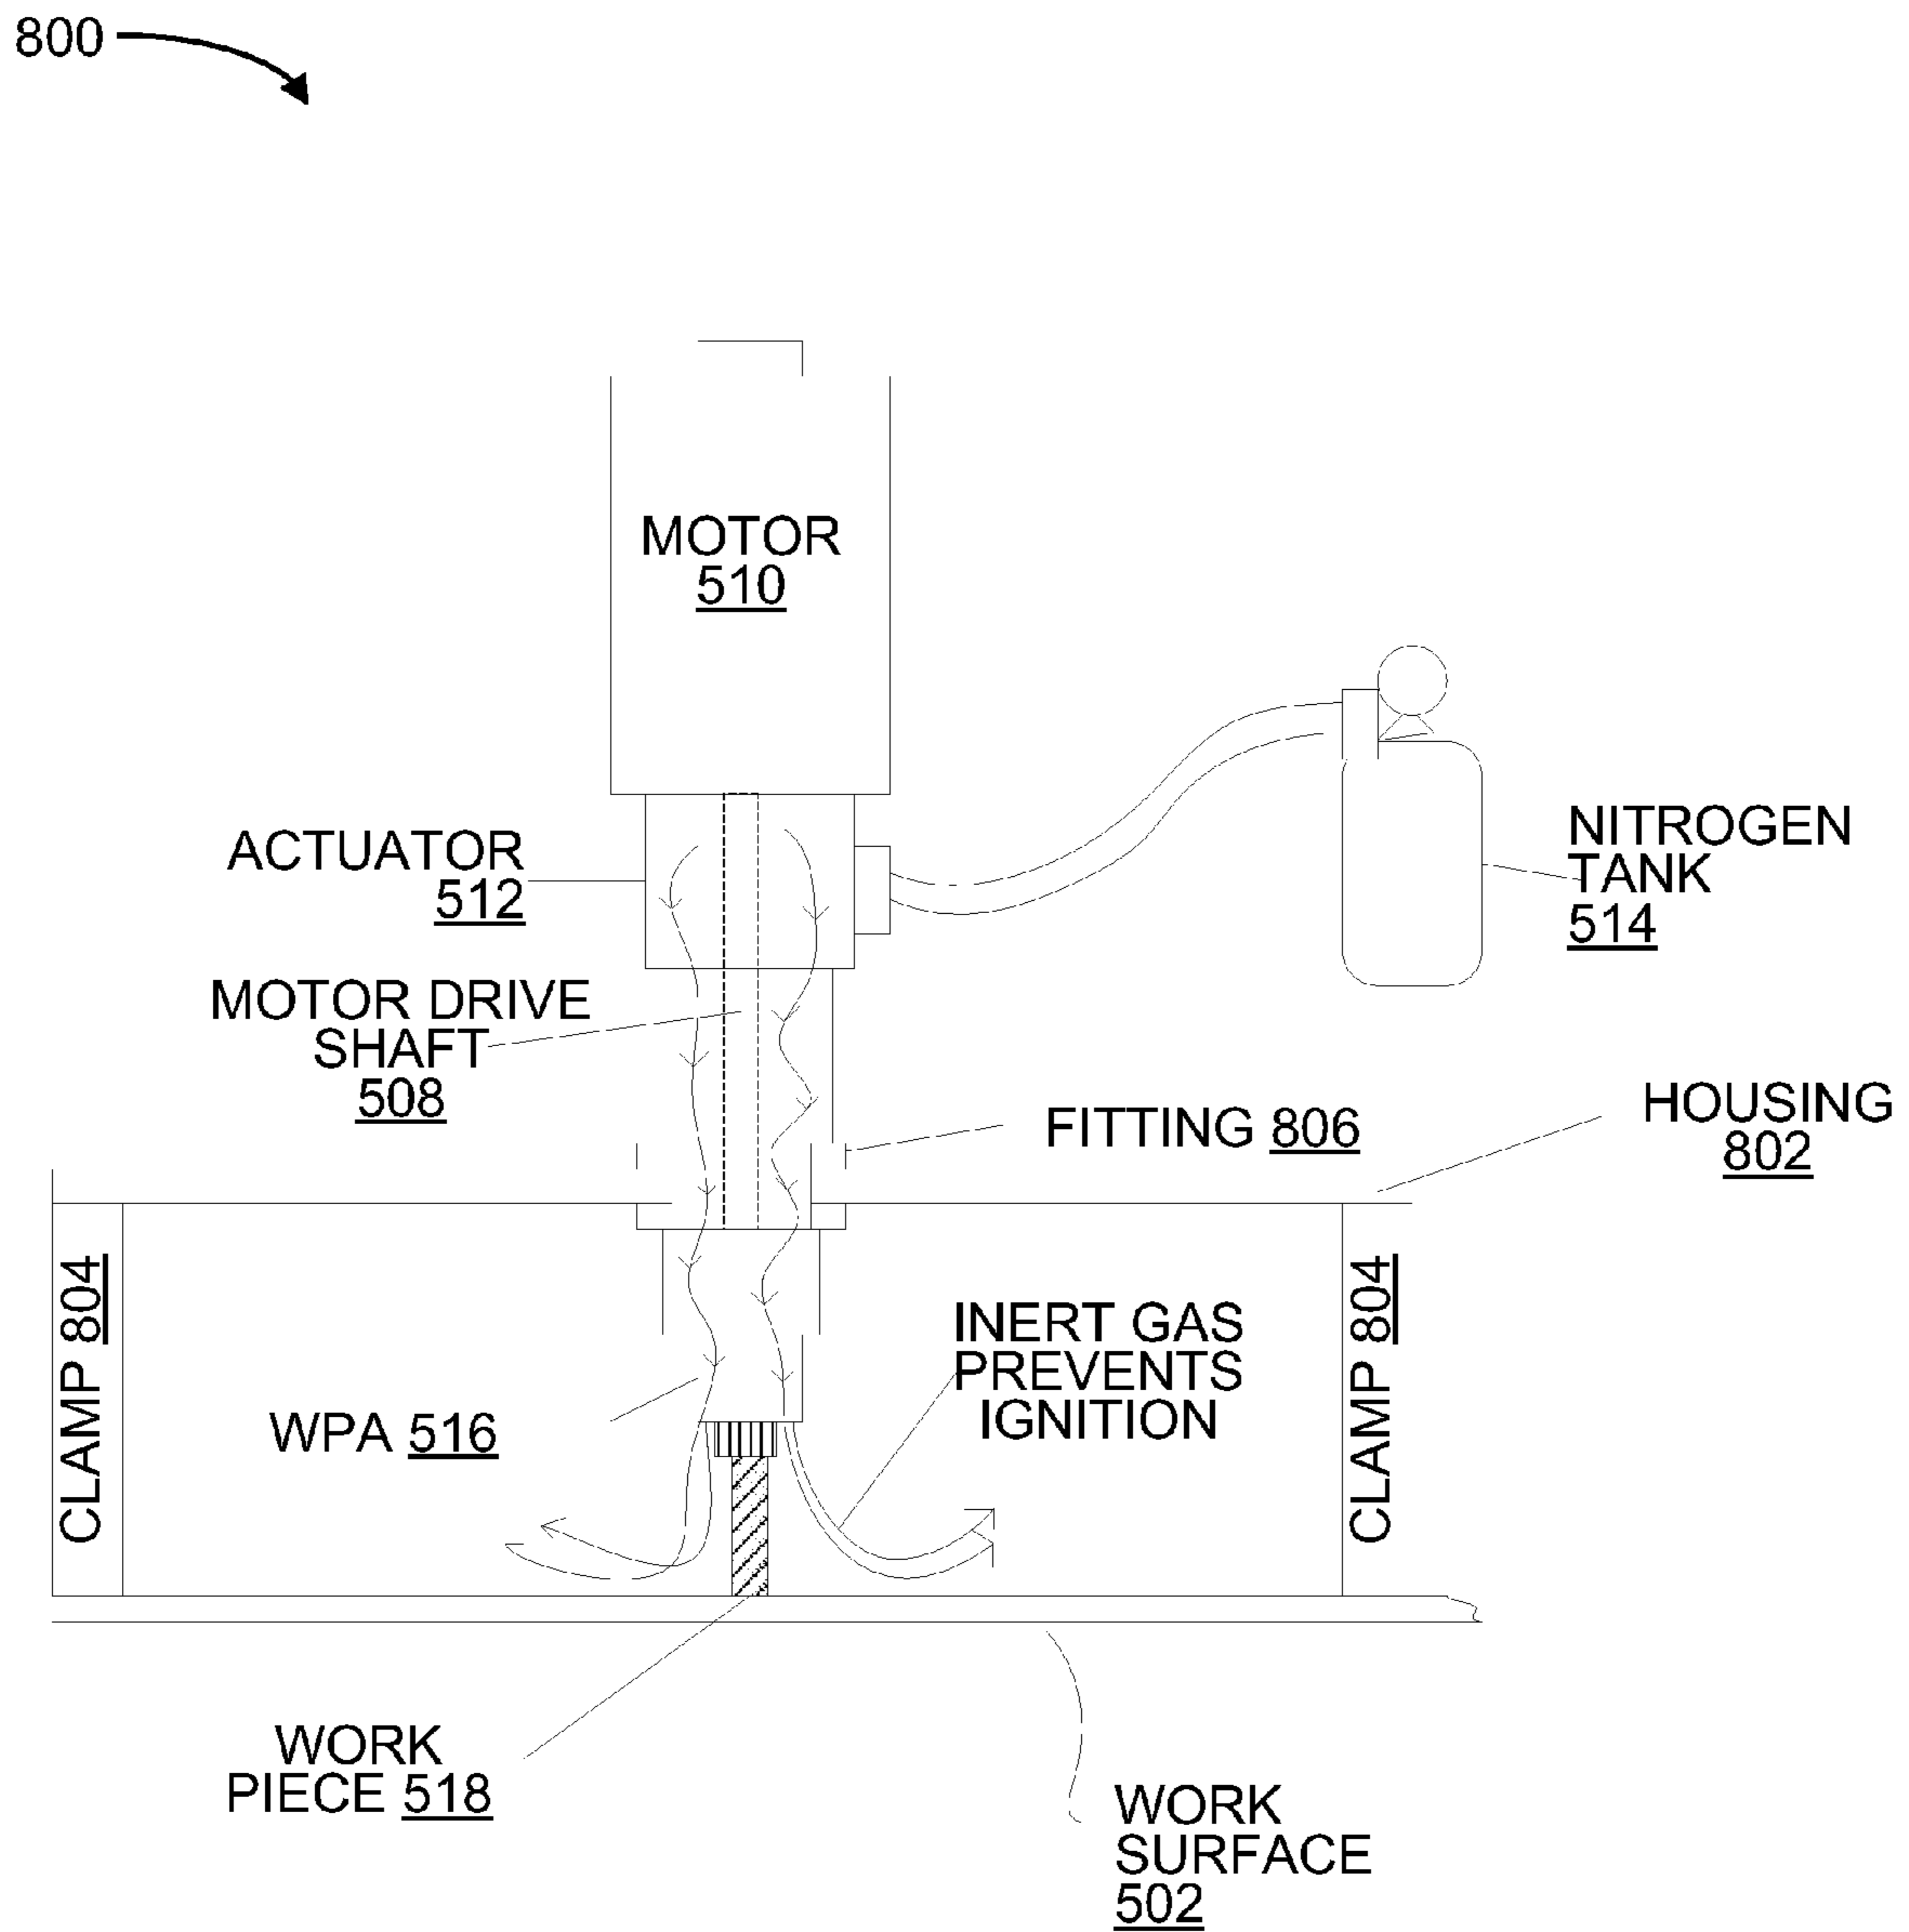 800
MOTOR
510
ACTUATOR
512
NITROGEN
TANK
514
MOTOR DRIVE
SHAFT
508
FITTING 806
HOUSING
802
CLAMP 804
INERT GAS
PREVENTS
IGNITION
CLAMP 804
WPA 516
WORK
PIECE 518
WORK
SURFACE
502